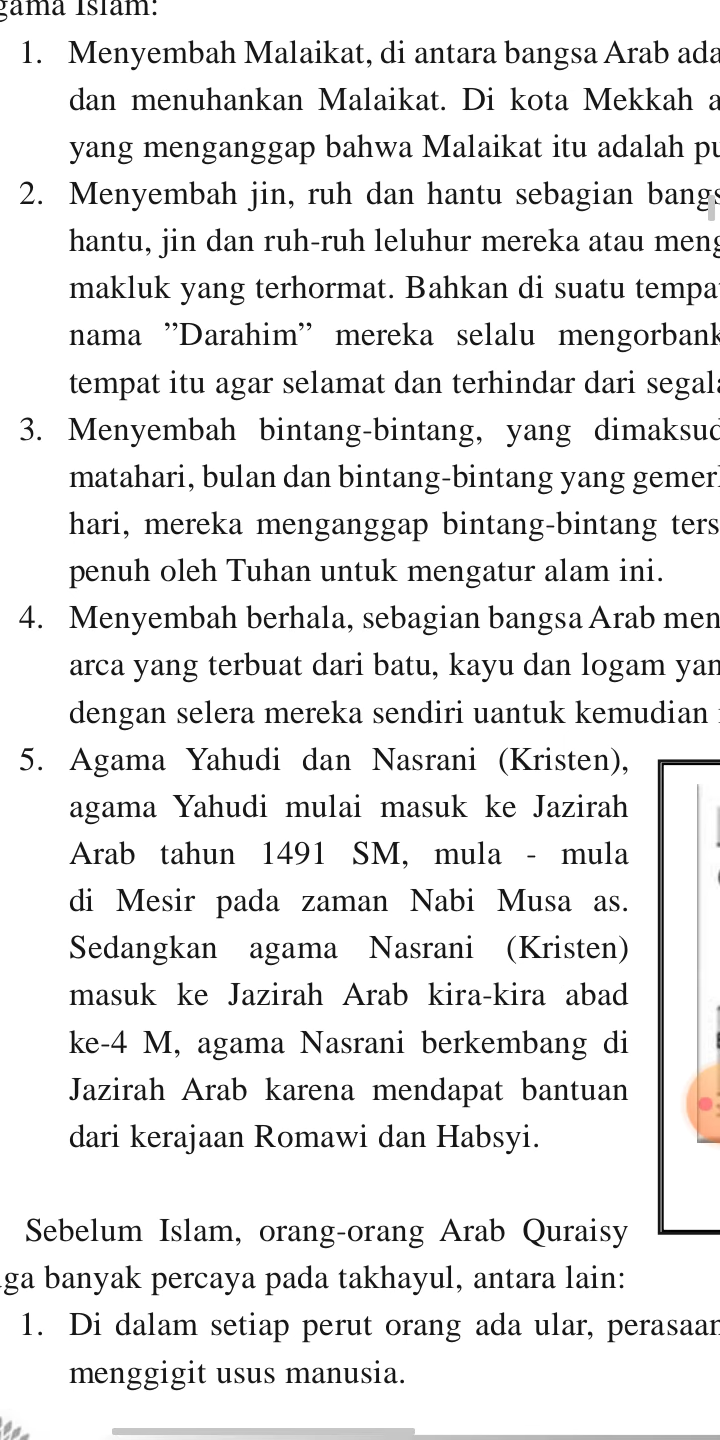 gama Islam:
1. Menyembah Malaikat, di antara bangsa Arab ada
dan menuhankan Malaikat. Di kota Mekkah a
yang menganggap bahwa Malaikat itu adalah pu
2. Menyembah jin, ruh dan hantu sebagian bangs
hantu, jin dan ruh-ruh leluhur mereka atau meng
makluk yang terhormat. Bahkan di suatu tempa
nama ”Darahim” mereka selalu mengorbank
tempat itu agar selamat dan terhindar dari segala
3. Menyembah bintang-bintang, yang dimaksud
matahari, bulan dan bintang-bintang yang gemerl
hari, mereka menganggap bintang-bintang ters
penuh oleh Tuhan untuk mengatur alam ini.
4. Menyembah berhala, sebagian bangsa Arab men
arca yang terbuat dari batu, kayu dan logam yan
dengan selera mereka sendiri uantuk kemudian
5. Agama Yahudi dan Nasrani (Kristen),
agama Yahudi mulai masuk ke Jazirah
Arab tahun 1491 SM, mula - mula
di Mesir pada zaman Nabi Musa as.
Sedangkan agama Nasrani (Kristen)
masuk ke Jazirah Arab kira-kira abad
ke-4 M, agama Nasrani berkembang di
Jazirah Arab karena mendapat bantuan
dari kerajaan Romawi dan Habsyi.
Sebelum Islam, orang-orang Arab Quraisy
ga banyak percaya pada takhayul, antara lain:
1. Di dalam setiap perut orang ada ular, perasaan
menggigit usus manusia.